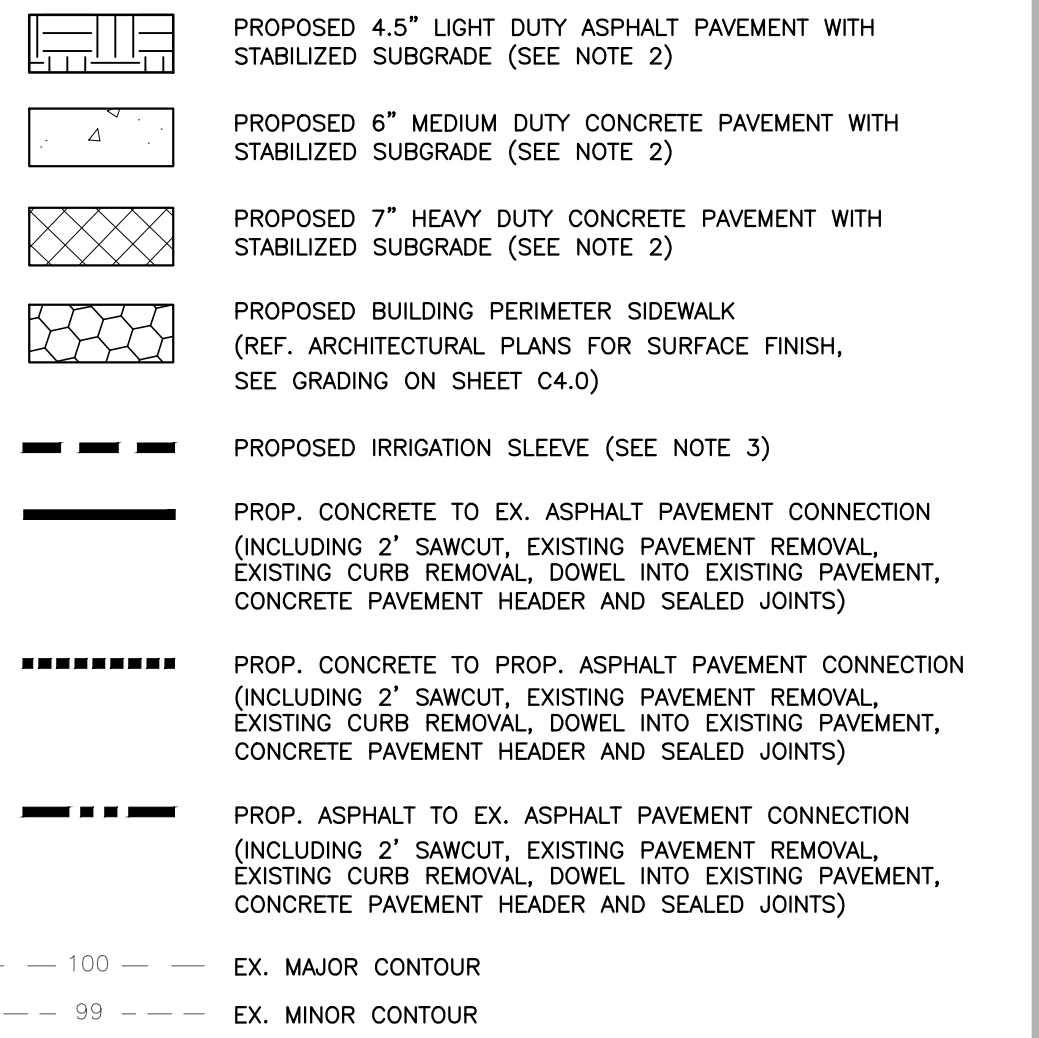 PROPOSED 4.5" LIGHT DUTY ASPHALT PAVEMENT WITH
STABILIZED SUBGRADE (SEE NOTE 2)
PROPOSED 6" MEDIUM DUTY CONCRETE PAVEMENT WITH
STABILIZED SUBGRADE (SEE NOTE 2)
PROPOSED 7" HEAVY DUTY CONCRETE PAVEMENT WITH
STABILIZED SUBGRADE (SEE NOTE 2)
PROPOSED BUILDING PERIMETER SIDEWALK
(REF. ARCHITECTURAL PLANS FOR SURFACE FINISH,
SEE GRADING ON SHEET C4.0)
PROPOSED IRRIGATION SLEEVE (SEE NOTE 3)
PROP. CONCRETE TO EX. ASPHALT PAVEMENT CONNECTION
(INCLUDING 2' SAWCUT, EXISTING PAVEMENT REMOVAL,
EXISTING CURB REMOVAL, DOWEL INTO EXISTING PAVEMENT,
CONCRETE PAVEMENT HEADER AND SEALED JOINTS)
PROP. CONCRETE TO PROP. ASPHALT PAVEMENT CONNECTION
(INCLUDING 2' SAWCUT, EXISTING PAVEMENT REMOVAL,
EXISTING CURB REMOVAL, DOWEL INTO EXISTING PAVEMENT,
CONCRETE PAVEMENT HEADER AND SEALED JOINTS)
PROP. ASPHALT TO EX. ASPHALT PAVEMENT CONNECTION
(INCLUDING 2' SAWCUT, EXISTING PAVEMENT REMOVAL,
EXISTING CURB REMOVAL, DOWEL INTO EXISTING PAVEMENT,
CONCRETE PAVEMENT HEADER AND SEALED JOINTS)
100 EX. MAJOR CONTOUR
99 EX. MINOR CONTOUR